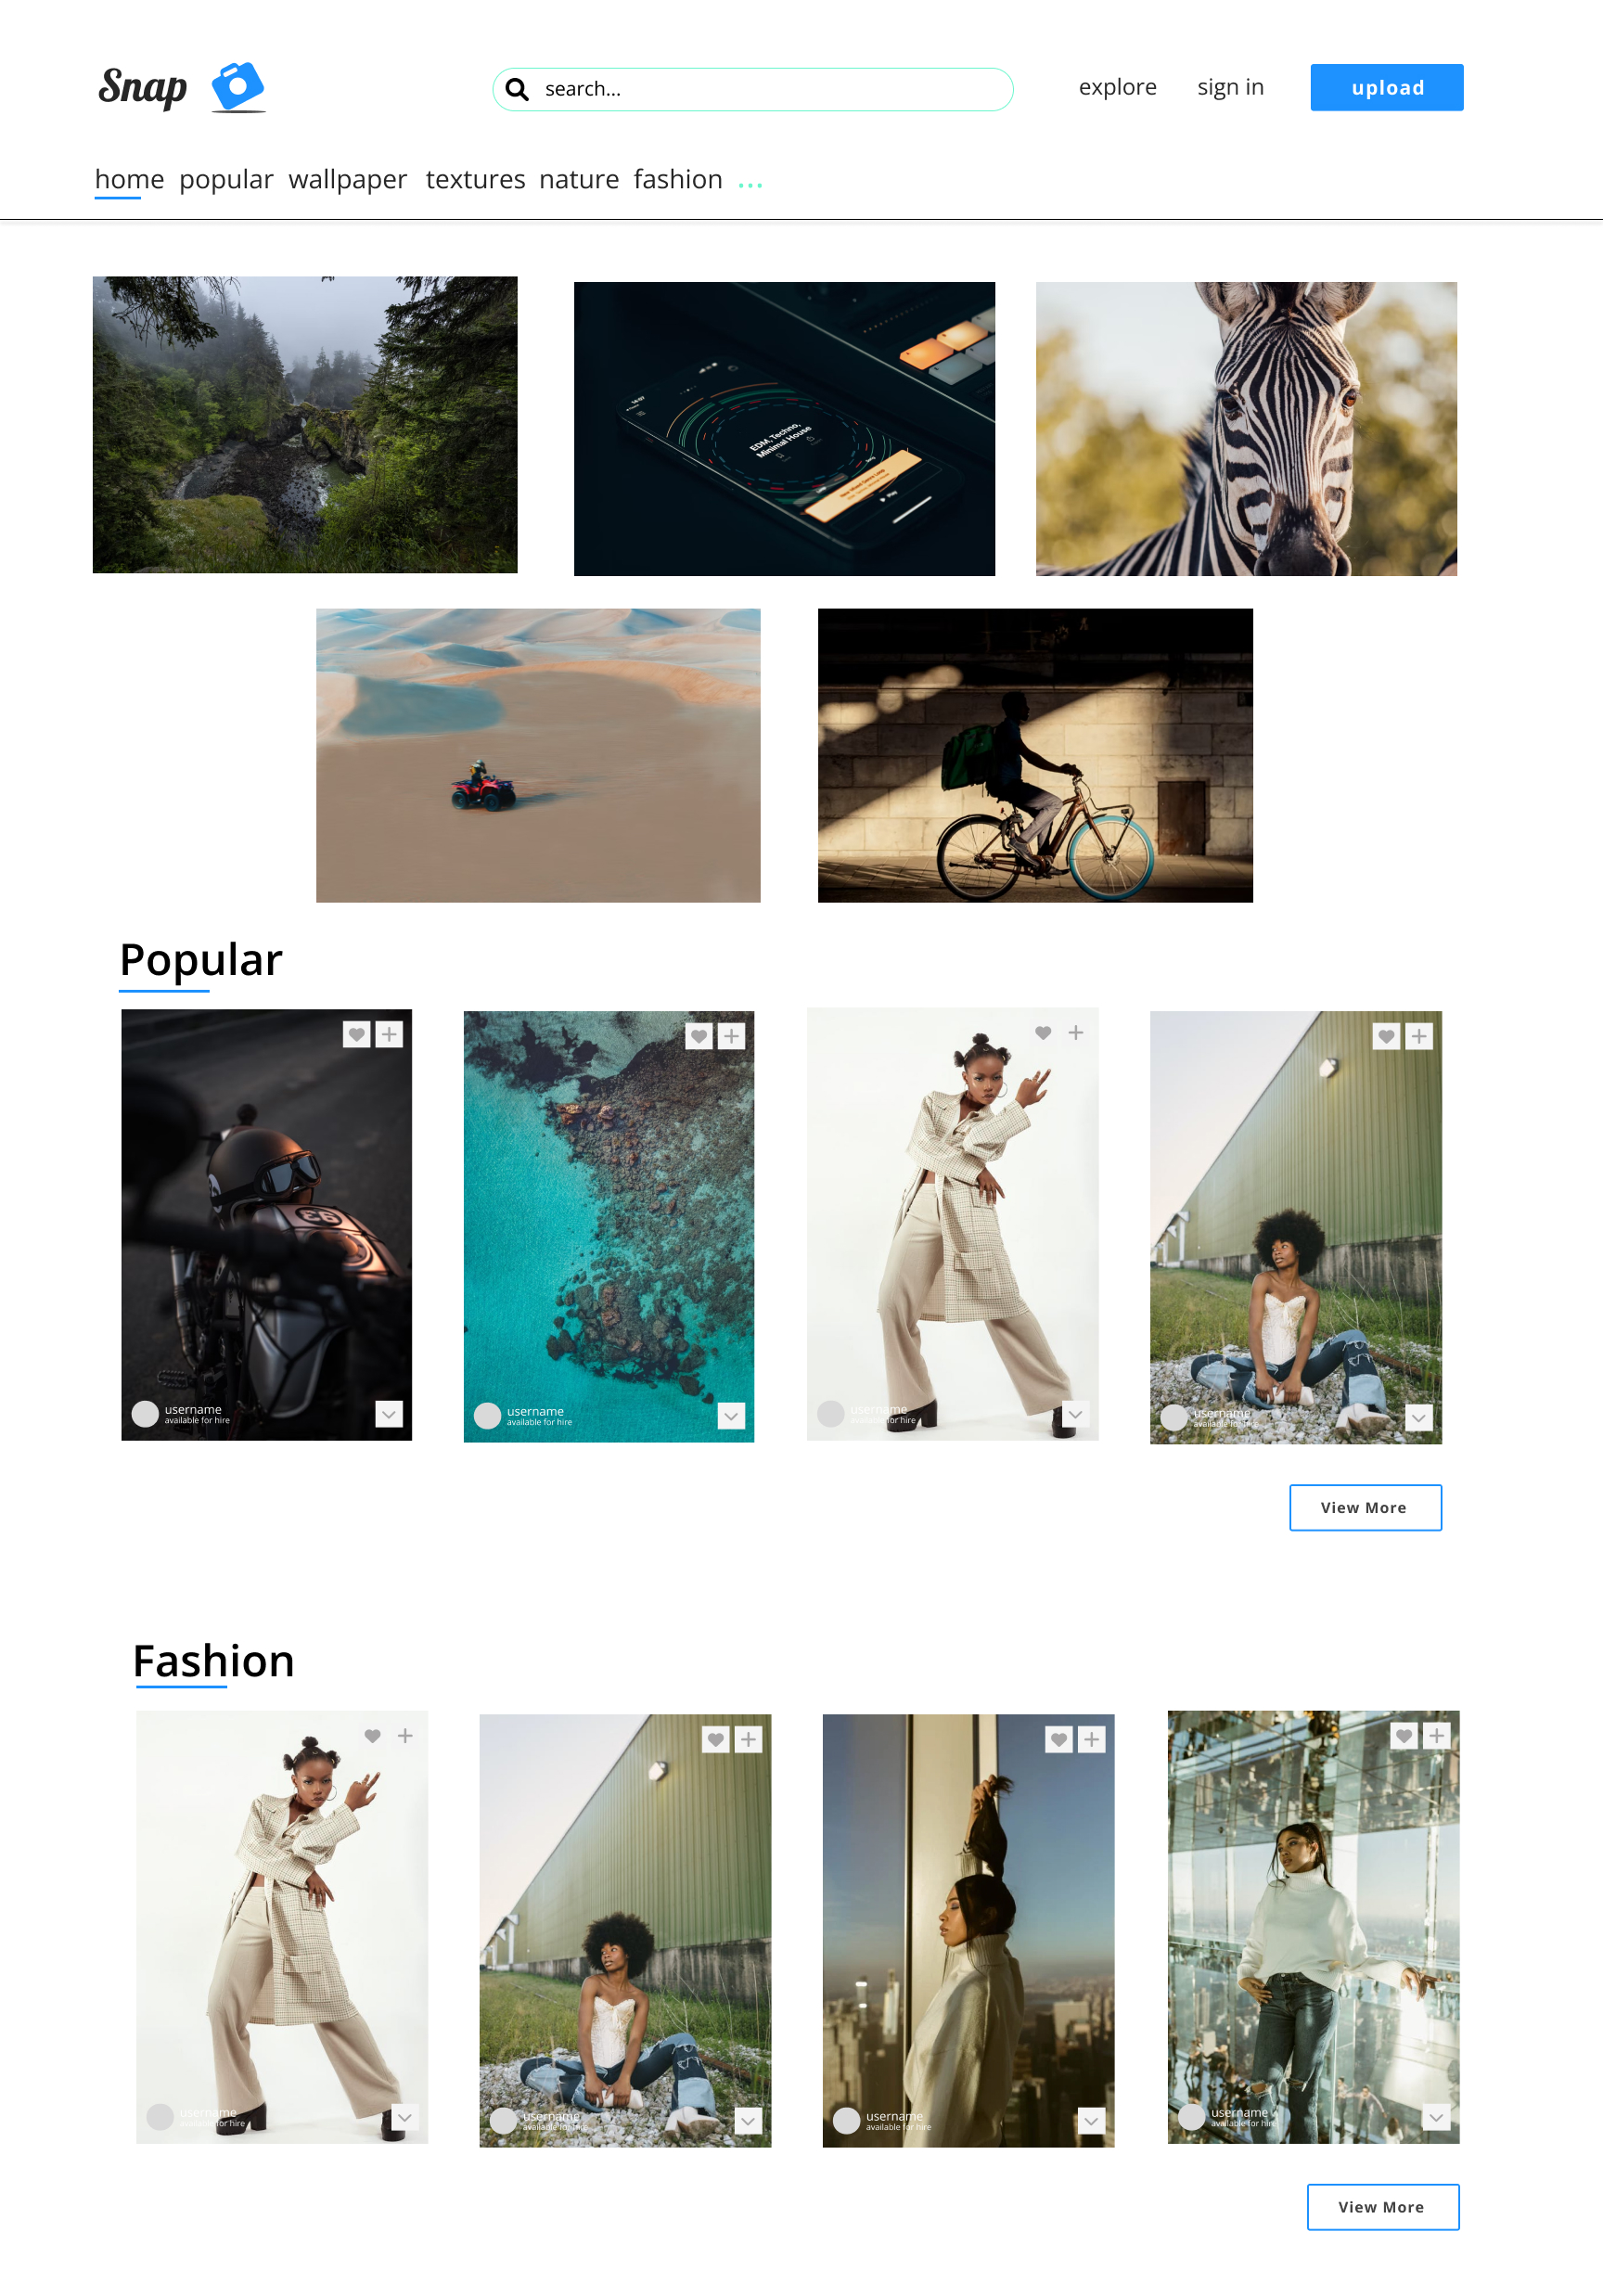 Snap
search...
explore sign in upload
home popular wallpaper textures nature fashion ...
EDM, Techno,
Minimal House
Play
Popular
username
available for hire
username
available for hire
username
available for hire
username
available for hire
View More
Fashion
username
available for hire
username
available for hire
username
available for hire
username
available for hire
View More